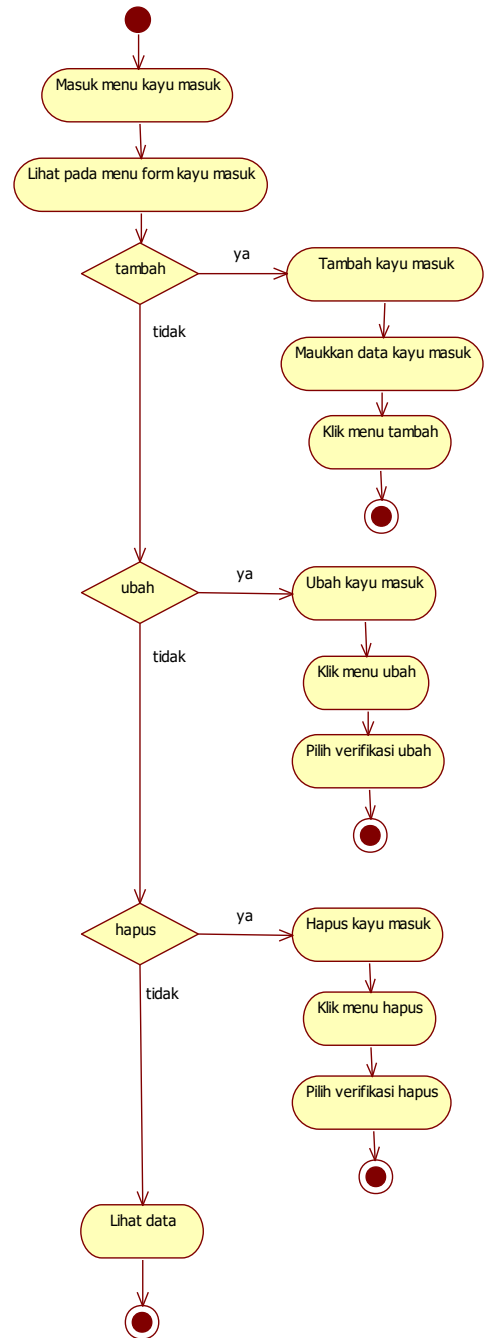 Masuk menu kayu masuk
Lihat pada menu form kayu masuk
tambah
ya
Tambah kayu masuk
tidak
Maukkan data kayu masuk
Klik menu tambah
ubah
ya
Ubah kayu masuk
tidak
Klik menu ubah
Pilih verifikasi ubah
hapus
ya
Hapus kayu masuk
tidak
Klik menu hapus
Pilih verifikasi hapus
Lihat data